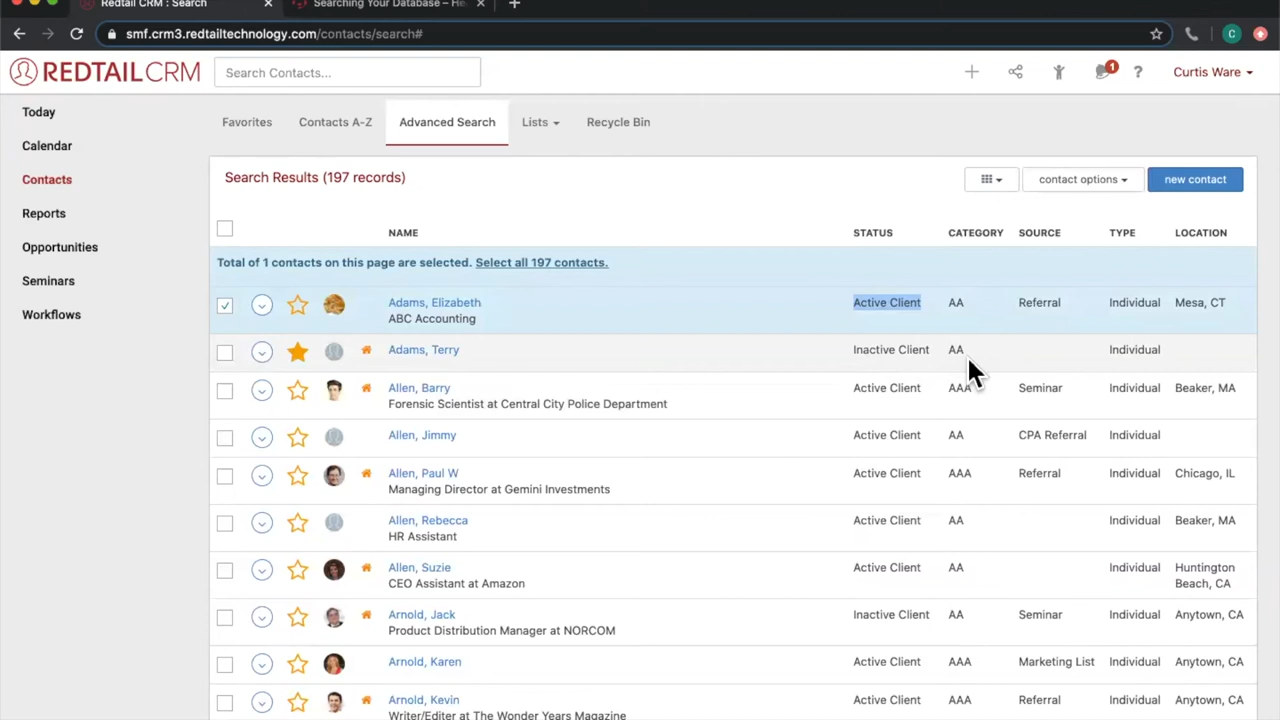 Redtail CRM : Search
Searching Your Database – He
smf.crm3.redtailtechnology.com/contacts/search#
C
REDTAILCRM
Search Contacts...
1
?
Curtis Ware
Today
Calendar
Contacts
Reports
Opportunities
Seminars
Workflows
Favorites
Contacts A-Z
Advanced Search
Lists
Recycle Bin
Search Results (197 records)
contact options
new contact
NAME STATUS CATEGORY SOURCE TYPE LOCATION
Total of 1 contacts on this page are selected. Select all 197 contacts.
Adams, Elizabeth Active Client AA Referral Individual Mesa, CT
ABC Accounting
Adams, Terry Inactive Client AA Individual
Allen, Barry Active Client AAA Seminar Individual Beaker, MA
Forensic Scientist at Central City Police Department
Allen, Jimmy Active Client AA CPA Referral Individual
Allen, Paul W Active Client AAA Referral Individual Chicago, IL
Managing Director at Gemini Investments
Allen, Rebecca Active Client AA Individual Beaker, MA
HR Assistant
Allen, Suzie Active Client AA Individual Huntington
CEO Assistant at Amazon Beach, CA
Arnold, Jack Inactive Client AA Seminar Individual Anytown, CA
Product Distribution Manager at NORCOM
Arnold, Karen Active Client AAA Marketing List Individual Anytown, CA
Arnold, Kevin Active Client AAA Referral Individual Anytown, CA
Writer/Editor at The Wonder Years Magazine